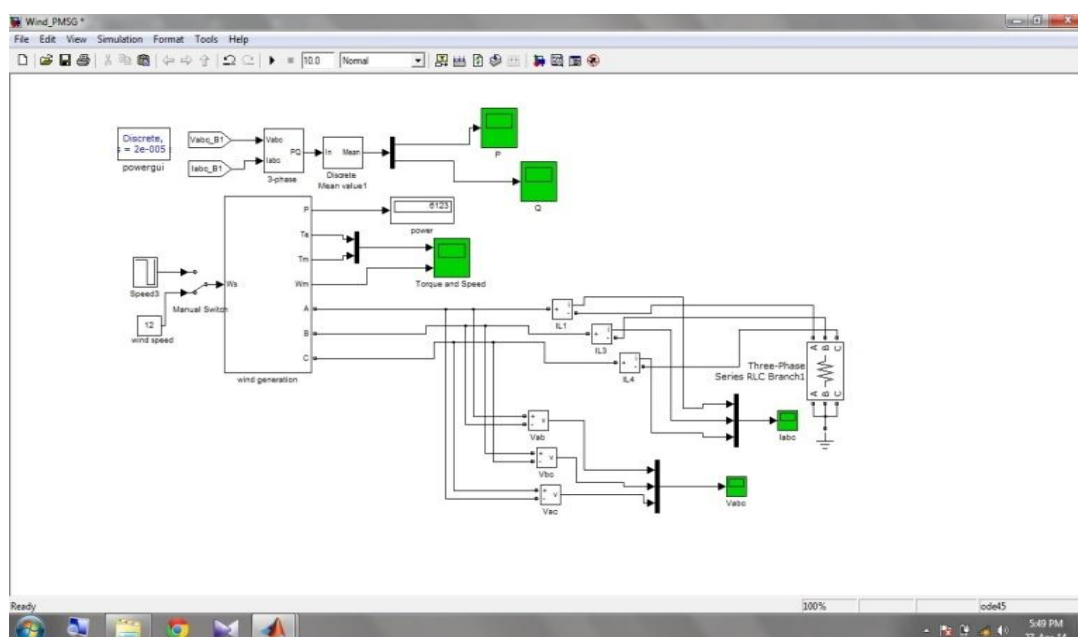 Wind_PMSG *
File Edit View Simulation Format Tools Help
10.0 Normal
Discrete,
s = 2e-005
powergui
Vabc_B1
Iabc_B1
Vabc
Iabc
PQ
3-phase
In Mean
Discrete
Mean value1
P
Q
6123
power
P
Ta
Tm
Wm
A
B
C
Ws
wind generation
Speed3
Manual Switch
12
wind speed
Torque and Speed
IL1
IL3
IL4
A B C
Three-Phase
Series RLC Branch1
A B C
Iabc
Vab
Vbc
Vac
Vabc
Ready 100% ode45
5:49 PM